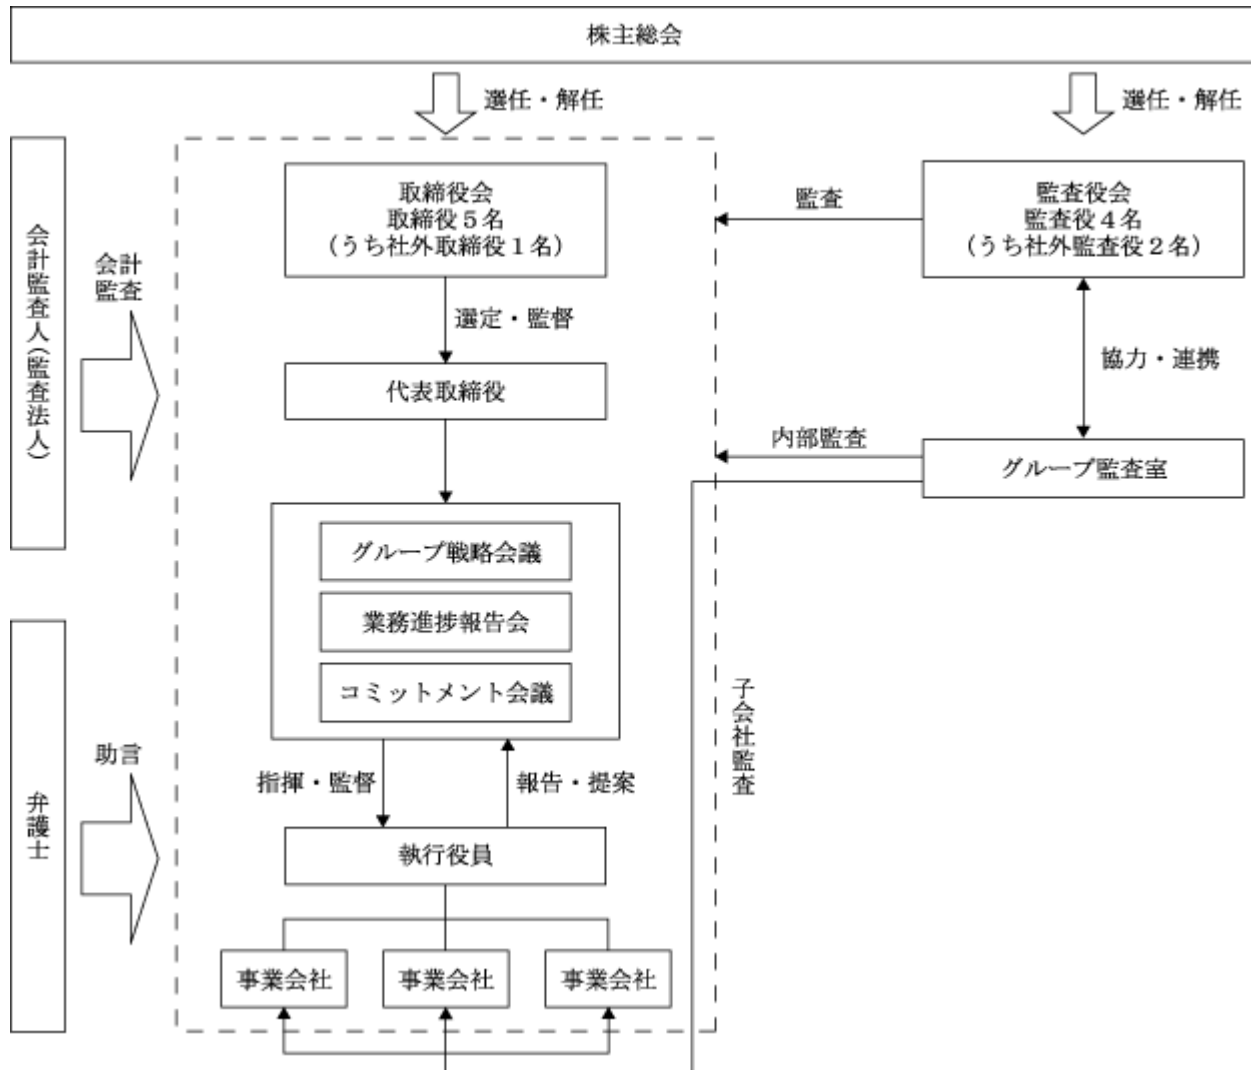 株主総会
選任・解任
選任・解任
会計監査人(監査法人)
会計
監査
取締役会
取締役5名
(うち社外取締役1名)
監査
監査役会
監査役4名
(うち社外監査役2名)
選定・監督
協力・連携
代表取締役
内部監査
グループ監査室
グループ戦略会議
業務進捗報告会
コミットメント会議
子会社監査
弁護士
助言
指揮・監督
報告・提案
執行役員
事業会社
事業会社
事業会社